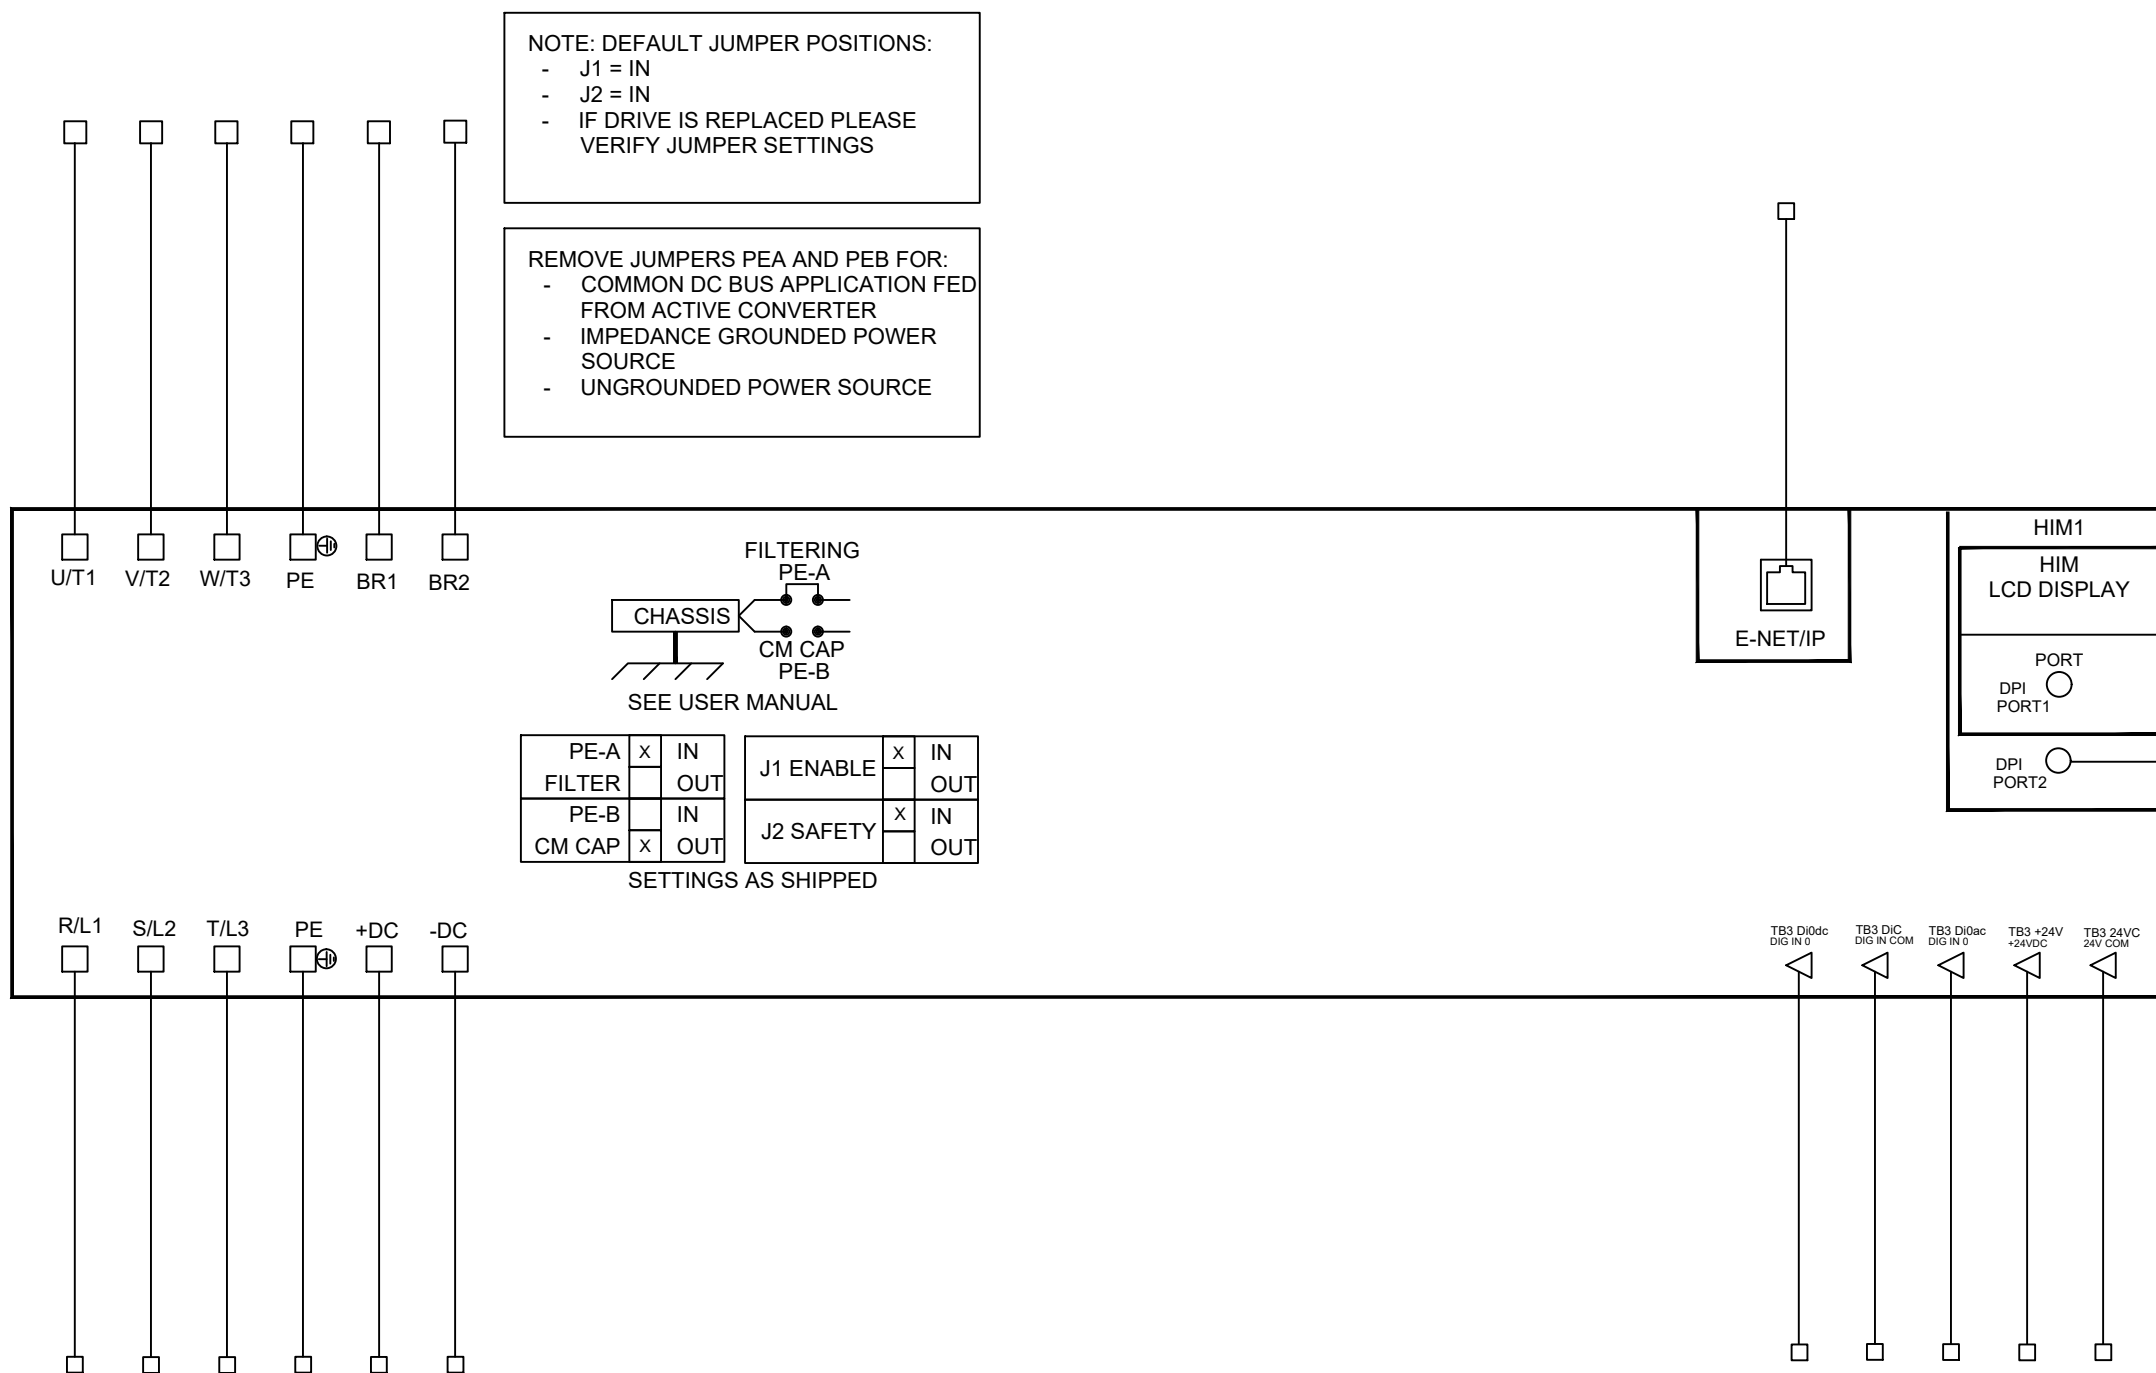 NOTE: DEFAULT JUMPER POSITIONS:
- J1 = IN
- J2 = IN
- IF DRIVE IS REPLACED PLEASE
VERIFY JUMPER SETTINGS
REMOVE JUMPERS PEA AND PEB FOR:
- COMMON DC BUS APPLICATION FED
FROM ACTIVE CONVERTER
- IMPEDANCE GROUNDED POWER
SOURCE
- UNGROUNDED POWER SOURCE
U/T1 V/T2 W/T3 PE BR1 BR2
FILTERING
PE-A
CHASSIS
CM CAP
PE-B
SEE USER MANUAL
PE-A X IN
FILTER OUT
PE-B IN
CM CAP X OUT
J1 ENABLE X IN
OUT
J2 SAFETY X IN
OUT
SETTINGS AS SHIPPED
E-NET/IP
HIM1
HIM
LCD DISPLAY
PORT
DPI
PORT1
DPI
PORT2
R/L1 S/L2 T/L3 PE +DC -DC
TB3 Di0dc
DIG IN 0
TB3 DiC
DIG IN COM
TB3 Di0ac
DIG IN 0
TB3 +24V
+24VDC
TB3 24VC
24V COM